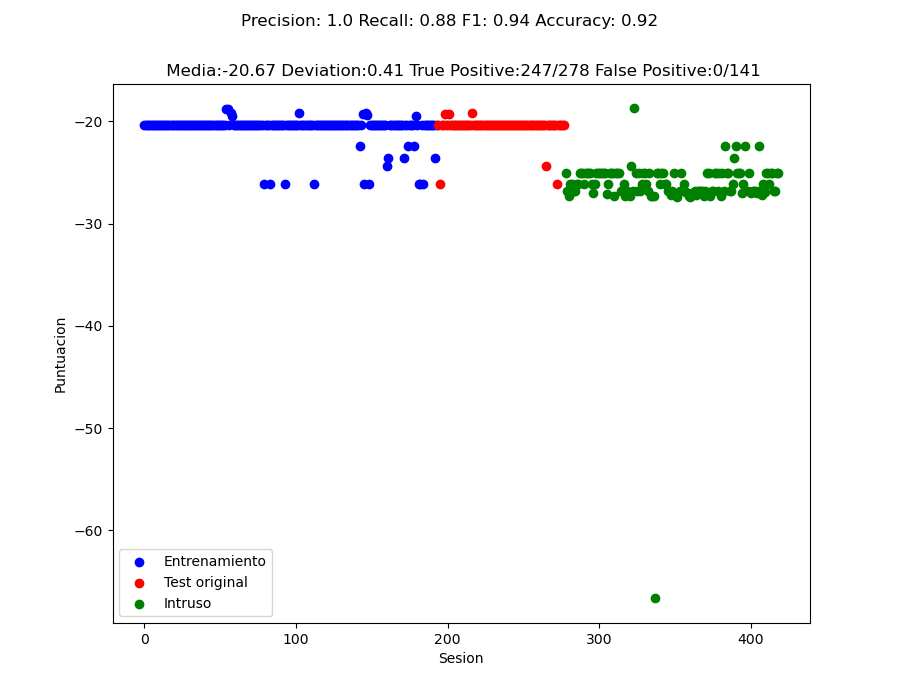 Precision: 1.0 Recall: 0.88 F1: 0.94 Accuracy: 0.92
Media:-20.67 Deviation:0.41 True Positive:247/278 False Positive:0/141
−20
−30
−40
−50
−60
Puntuacion
Entrenamiento
Test original
Intruso
0 100 200 300 400
Sesion